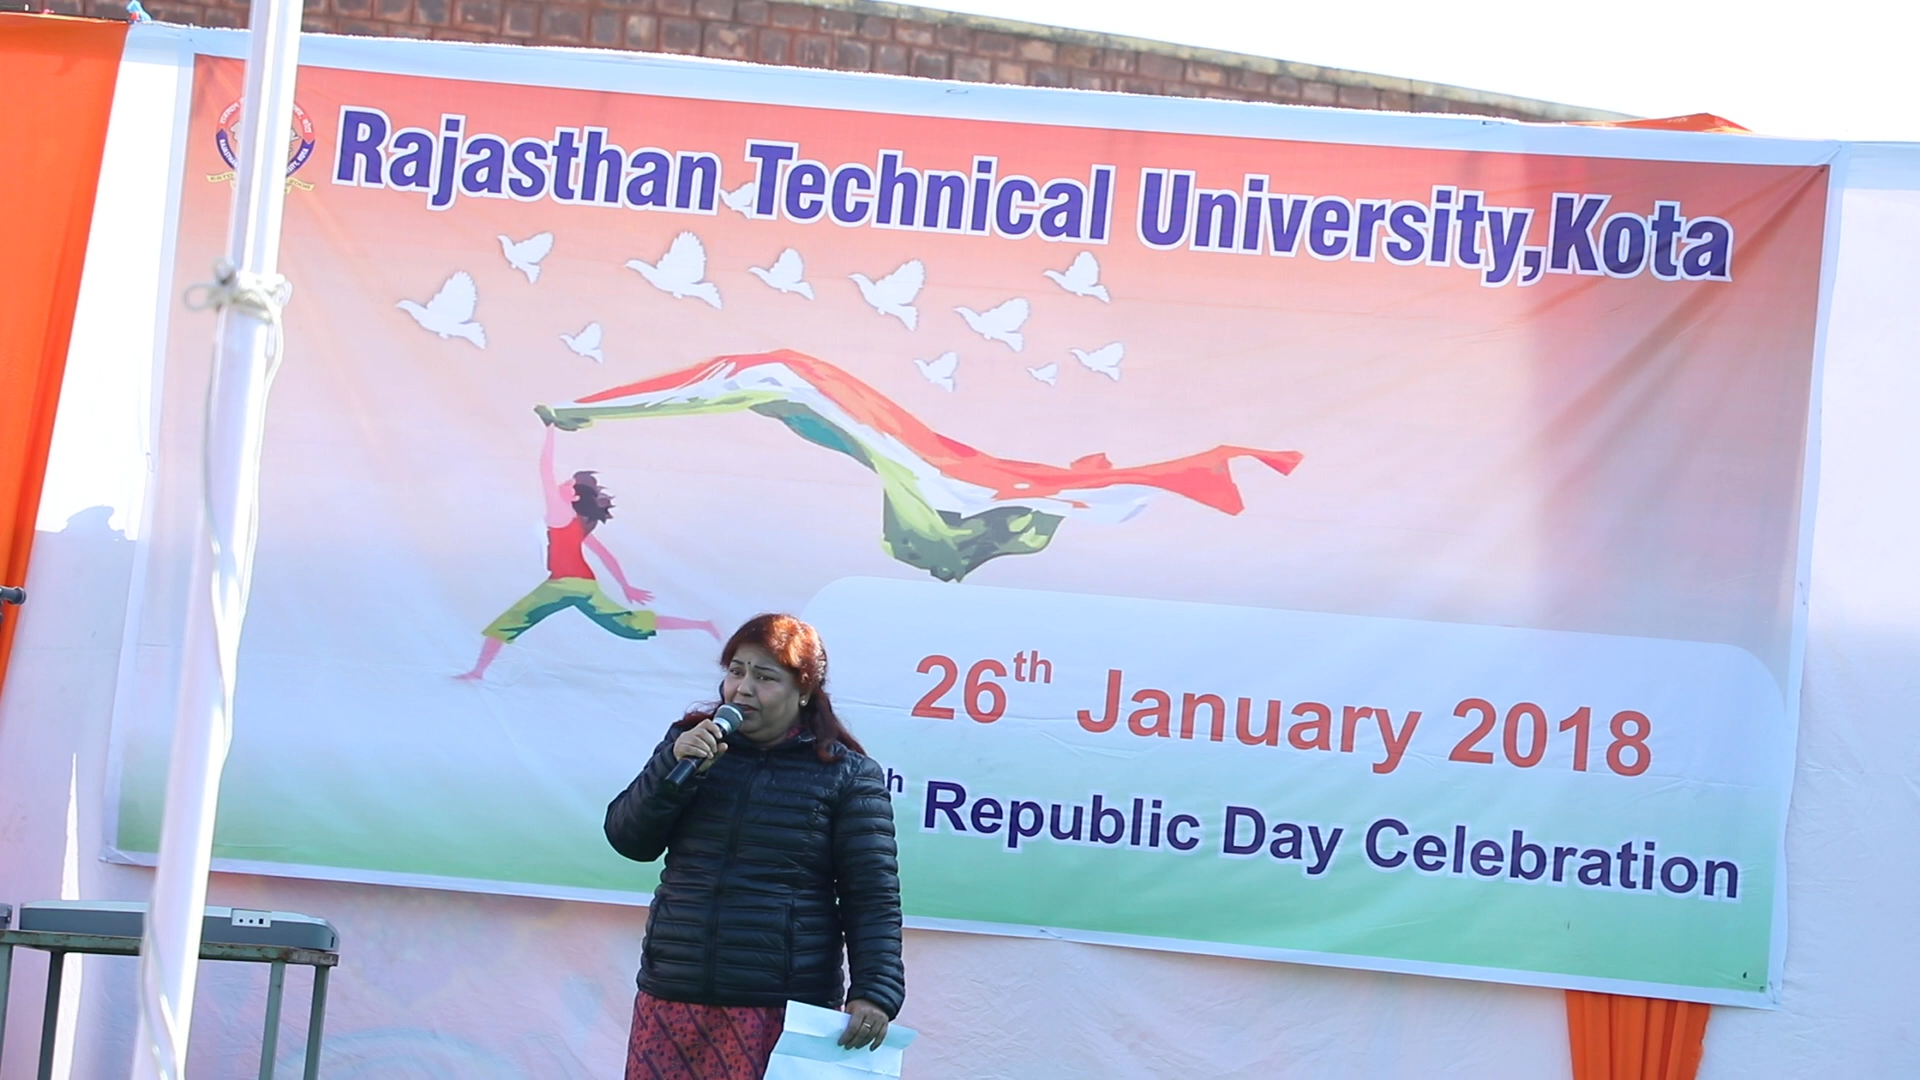 Rajasthan Technical University,Kota
26th January 2018
h Republic Day Celebration